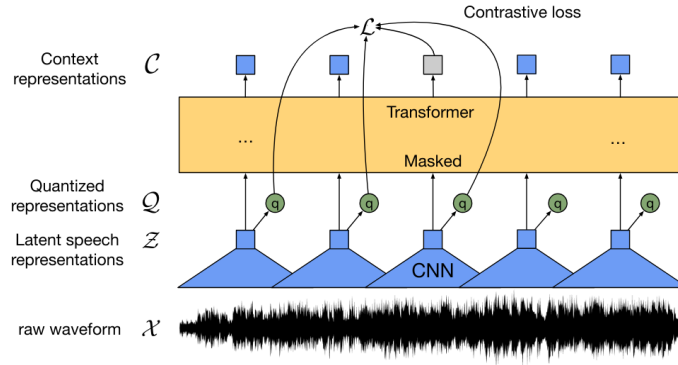 Contrastive loss
ℒ
Context
representations 𝒞
Transformer
... ...
Masked
Quantized
representations 𝒬
q q q q q
Latent speech
representations 𝒵
CNN
raw waveform 𝒳